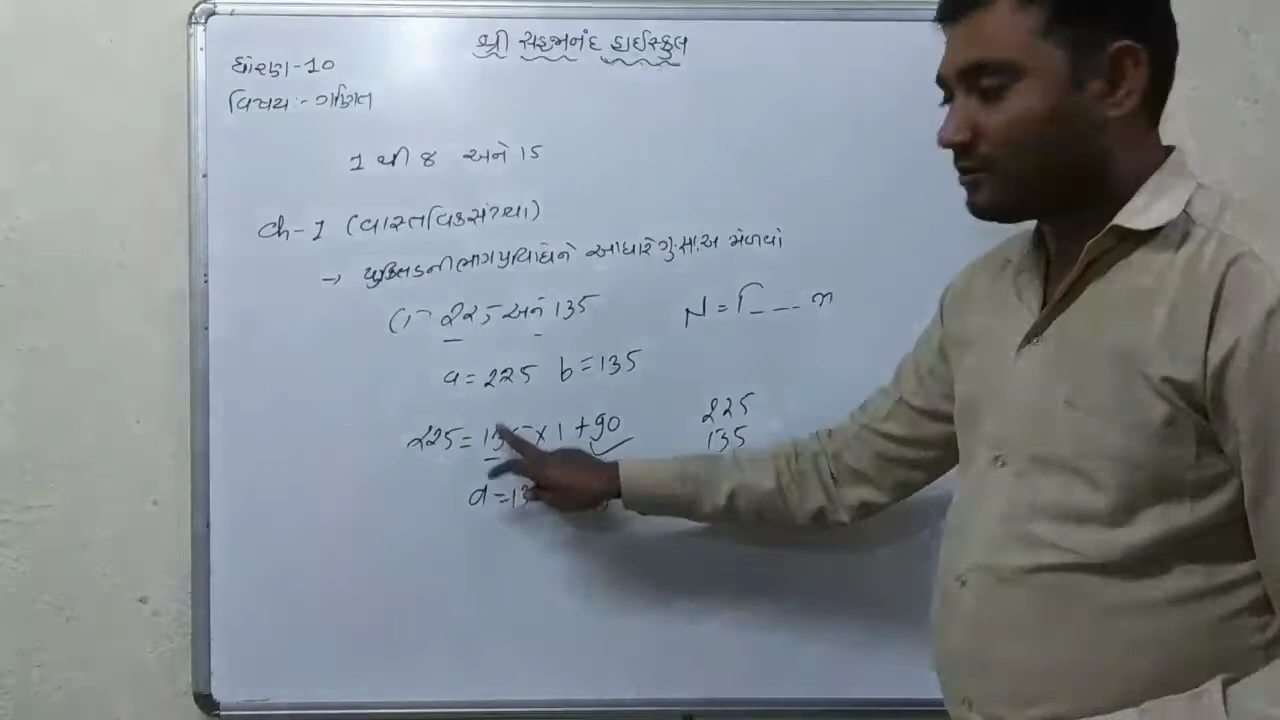 શ્રી સહજાનંદ હાઈસ્કુલ
ધોરણ-10
વિષય:- ગણિત
1 થી 8 અને 15
ch-1 (વાસ્તવિક સંખ્યા)
→ યુક્લિડની ભાગપ્રવિધિને આધારે ગુ.સા.અ મેળવો
(1) 225 અને 135
a=225 b=135
225
225=135×1+90
135